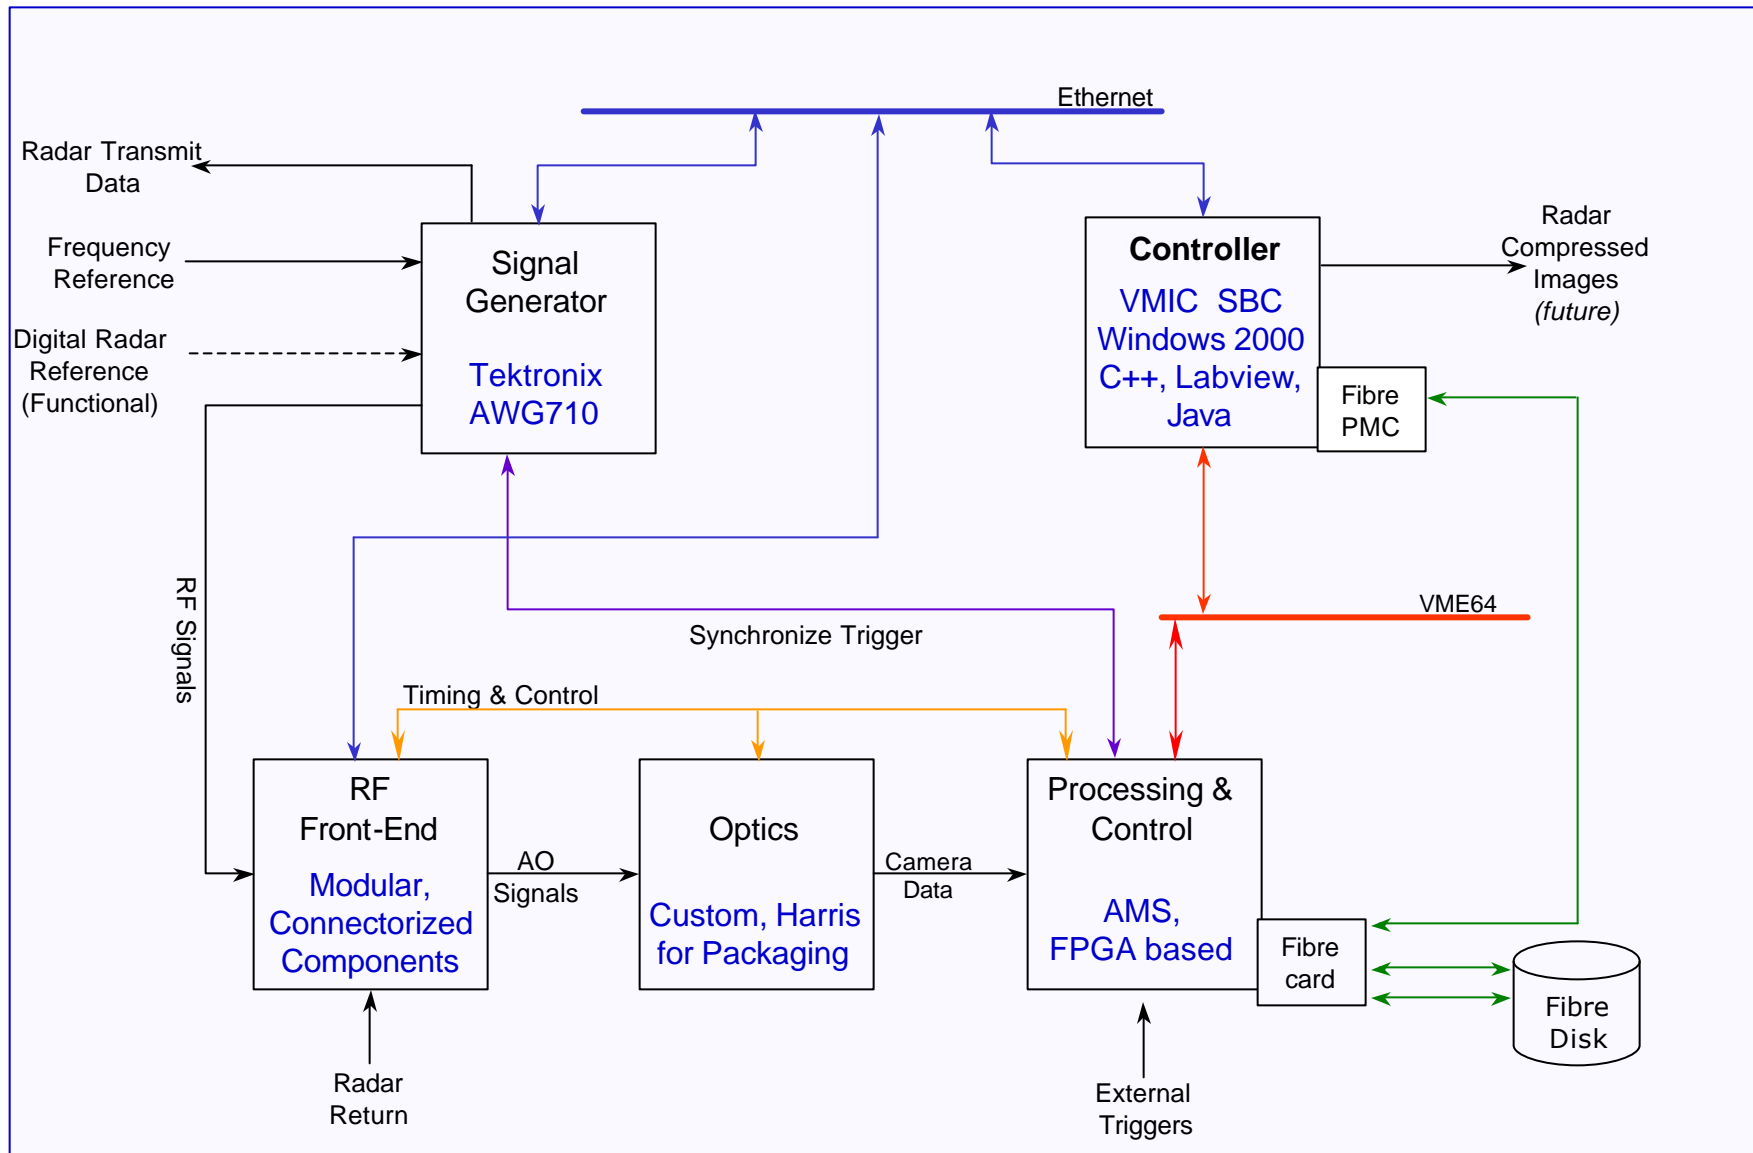 Ethernet
Radar Transmit
Data
Frequency
Reference
Digital Radar
Reference
(Functional)
Signal
Generator
Tektronix
AWG710
Controller
VMIC SBC
Windows 2000
C++, Labview,
Java
Fibre
PMC
Radar
Compressed
Images
(future)
RF Signals
Synchronize Trigger
VME64
Timing & Control
RF
Front-End
Modular,
Connectorized
Components
AO
Signals
Optics
Custom, Harris
for Packaging
Camera
Data
Processing &
Control
AMS,
FPGA based
Fibre
card
Fibre
Disk
Radar
Return
External
Triggers